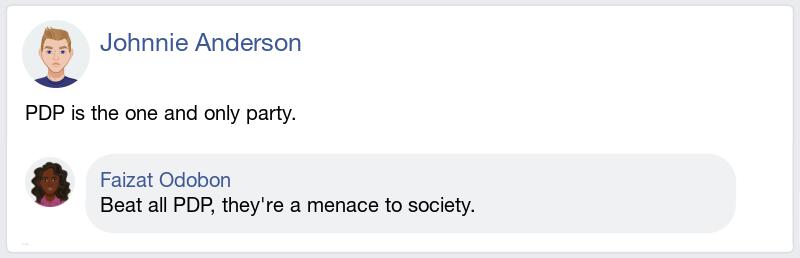 Johnnie Anderson
PDP is the one and only party.
Faizat Odobon
Beat all PDP, they're a menace to society.